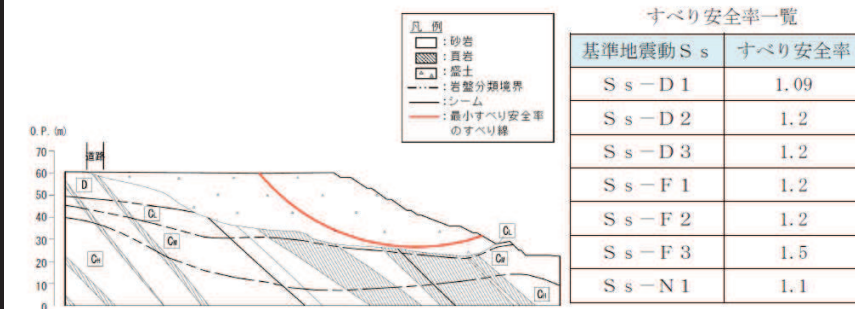 すべり安全率一覧
基準地震動Ss すべり安全率
Ss-D1 1.09
Ss-D2 1.2
Ss-D3 1.2
Ss-F1 1.2
Ss-F2 1.2
Ss-F3 1.5
Ss-N1 1.1
凡 例
:砂岩
:頁岩
:盛土
:岩盤分類境界
:シーム
:最小すべり安全率
のすべり線
O.P.(m)
70
60
50
40
30
20
10
0
道路
D
CL
CM
CH
CL
CM
CH